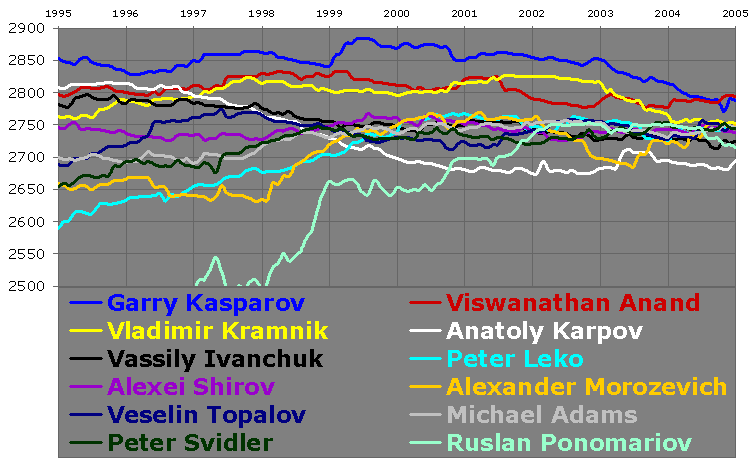 1995 1996 1997 1998 1999 2000 2001 2002 2003 2004 2005
2900
2850
2800
2750
2700
2650
2600
2550
2500
Garry Kasparov Viswanathan Anand
Vladimir Kramnik Anatoly Karpov
Vassily Ivanchuk Peter Leko
Alexei Shirov Alexander Morozevich
Veselin Topalov Michael Adams
Peter Svidler Ruslan Ponomariov